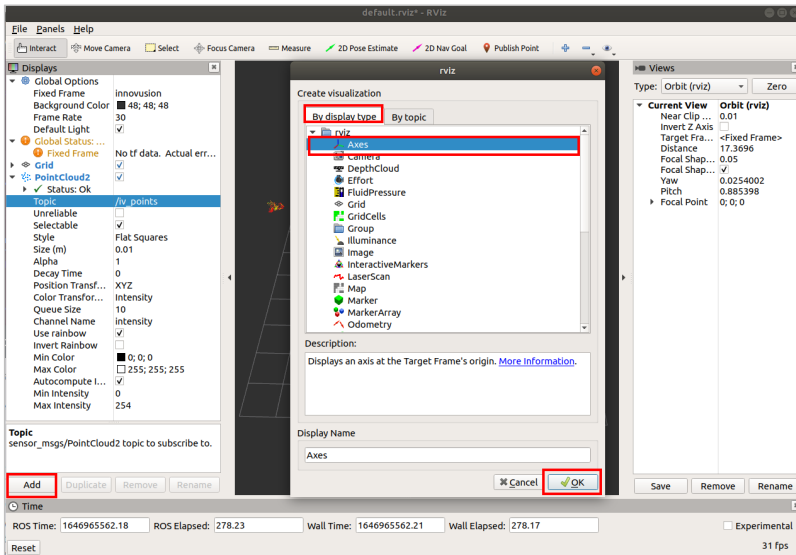 default.rviz* - RViz
File Panels Help
Interact Move Camera Select Focus Camera Measure 2D Pose Estimate 2D Nav Goal Publish Point
Displays
Global Options
Fixed Frame innovusion
Background Color 48; 48; 48
Frame Rate 30
Default Light
Global Status: ...
Fixed Frame No tf data. Actual err...
Grid
PointCloud2
Status: Ok
Topic /iv_points
Unreliable
Selectable
Style Flat Squares
Size (m) 0.01
Alpha 1
Decay Time 0
Position Transf... XYZ
Color Transfor... Intensity
Queue Size 10
Channel Name intensity
Use rainbow
Invert Rainbow
Min Color 0; 0; 0
Max Color 255; 255; 255
Autocompute I...
Min Intensity 0
Max Intensity 254
Topic
sensor_msgs/PointCloud2 topic to subscribe to.
Add Duplicate Remove Rename
rviz
Create visualization
By display type By topic
rviz
Axes
Camera
DepthCloud
Effort
FluidPressure
Grid
GridCells
Group
Illuminance
Image
InteractiveMarkers
LaserScan
Map
Marker
MarkerArray
Odometry
Description:
Displays an axis at the Target Frame's origin. More Information.
Display Name
Axes
Cancel OK
Views
Type: Orbit (rviz) Zero
Current View Orbit (rviz)
Near Clip ... 0.01
Invert Z Axis
Target Fra... <Fixed Frame>
Distance 17.3696
Focal Shap... 0.05
Focal Shap...
Yaw 0.0254002
Pitch 0.885398
Focal Point 0; 0; 0
Save Remove Rename
Time
ROS Time: 1646965562.18 ROS Elapsed: 278.23 Wall Time: 1646965562.21 Wall Elapsed: 278.17 Experimental
Reset 31 fps